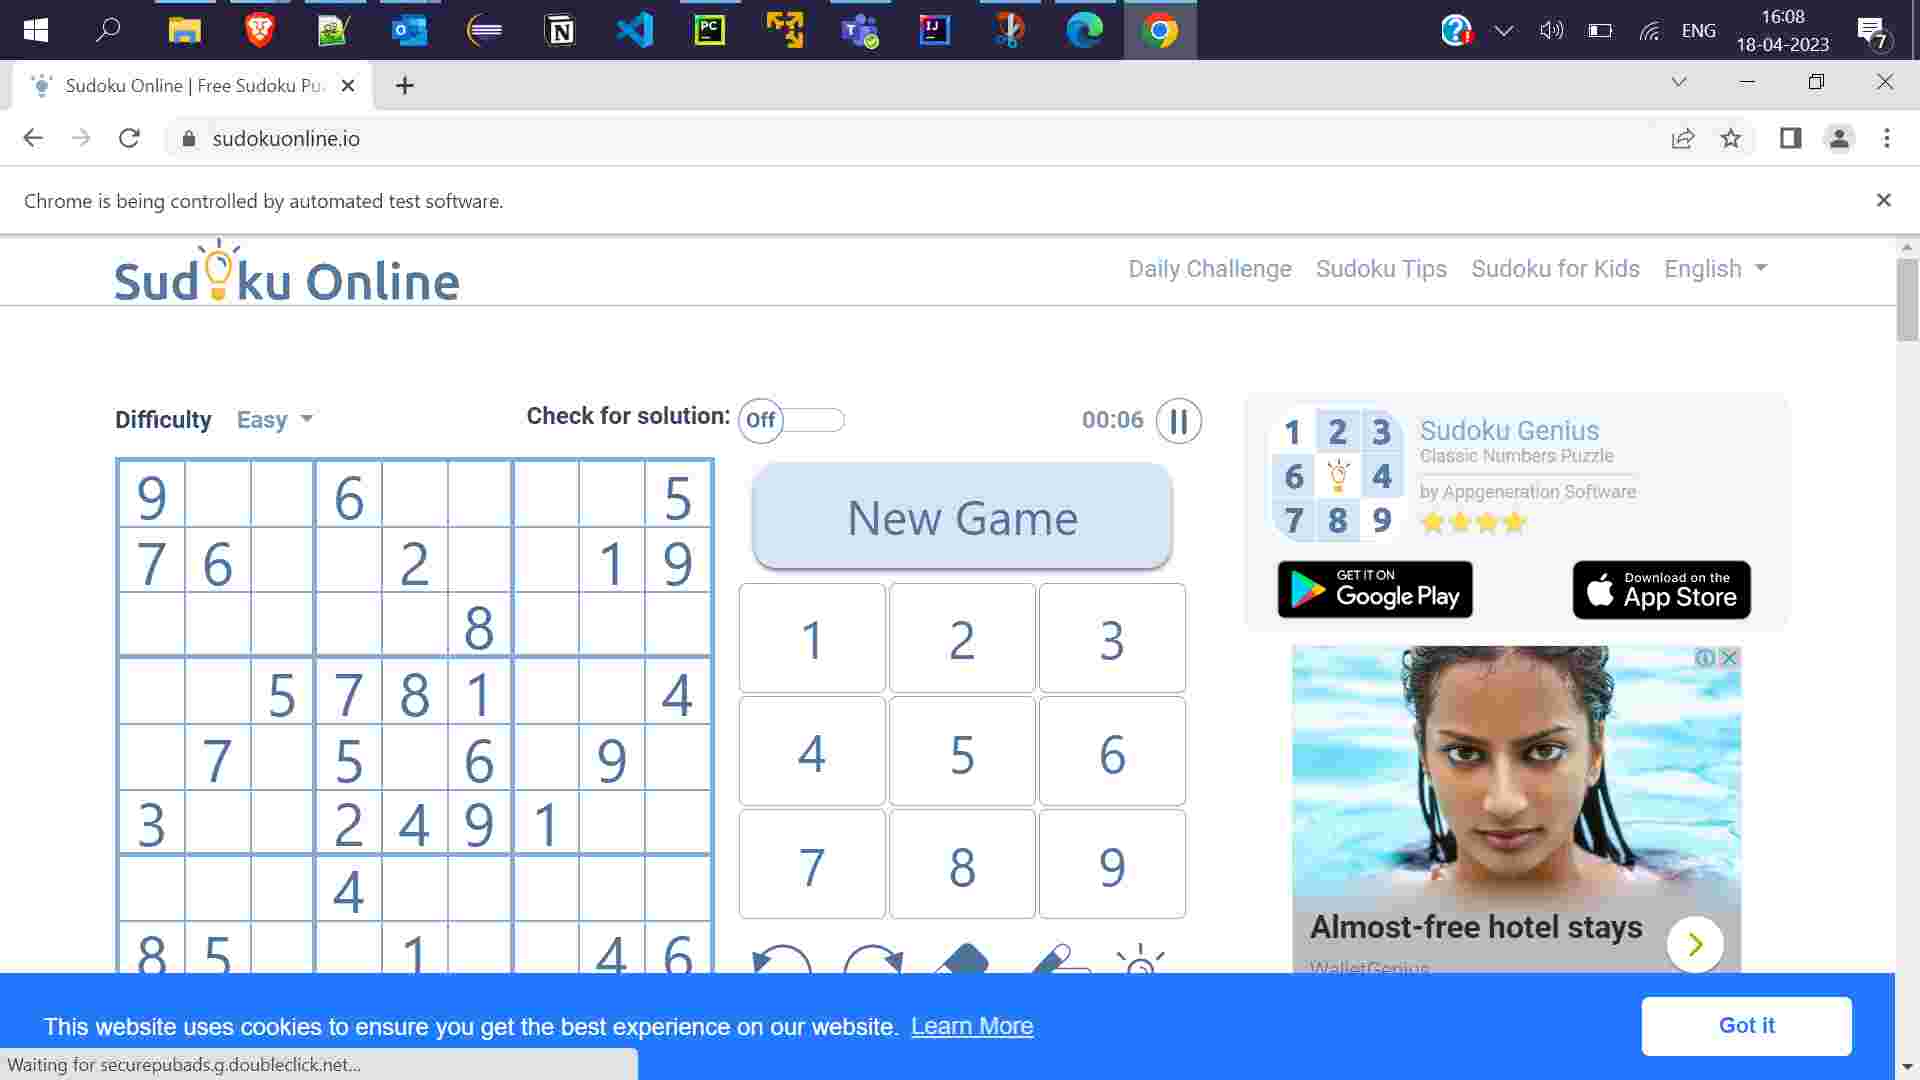 ENG
16:08
18-04-2023
7
Sudoku Online | Free Sudoku Pu
sudokuonline.io
Chrome is being controlled by automated test software.
Sudoku Online
Daily Challenge Sudoku Tips Sudoku for Kids English
Difficulty Easy
Check for solution: Off
00:06
9 6 5
7 6 2 1 9
8
5 7 8 1 4
7 5 6 9
3 2 4 9 1
4
8 5 1 4 6
New Game
1 2 3
4 5 6
7 8 9
1 2 3
6 4
7 8 9
Sudoku Genius
Classic Numbers Puzzle
by Appgeneration Software
GET IT ON
Google Play
Download on the
App Store
Almost-free hotel stays
WalletGenius
This website uses cookies to ensure you get the best experience on our website. Learn More
Got it
Waiting for securepubads.g.doubleclick.net...